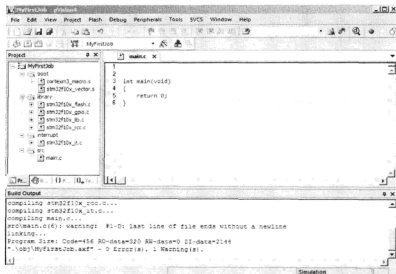 MyFirstJob - µVision4
File Edit View Project Flash Debug Peripherals Tools SVCS Window Help
MyFirstJob
Project
main.c
MyFirstJob
boot
cortexm3_macro.s
stm32f10x_vector.s
library
stm32f10x_flash.c
stm32f10x_gpio.c
stm32f10x_lib.c
stm32f10x_rcc.c
interrupt
stm32f10x_it.c
src
main.c
1
2
3 int main(void)
4 {
5 return 0;
6 }
Build Output
compiling stm32f10x_rcc.c...
compiling stm32f10x_it.c...
compiling main.c...
src\main.c(6): warning: #1-D: last line of file ends without a newline
linking...
Program Size: Code=456 RO-data=320 RW-data=0 ZI-data=2144
".\obj\MyFirstJob.axf" - 0 Error(s), 1 Warning(s).
Simulation